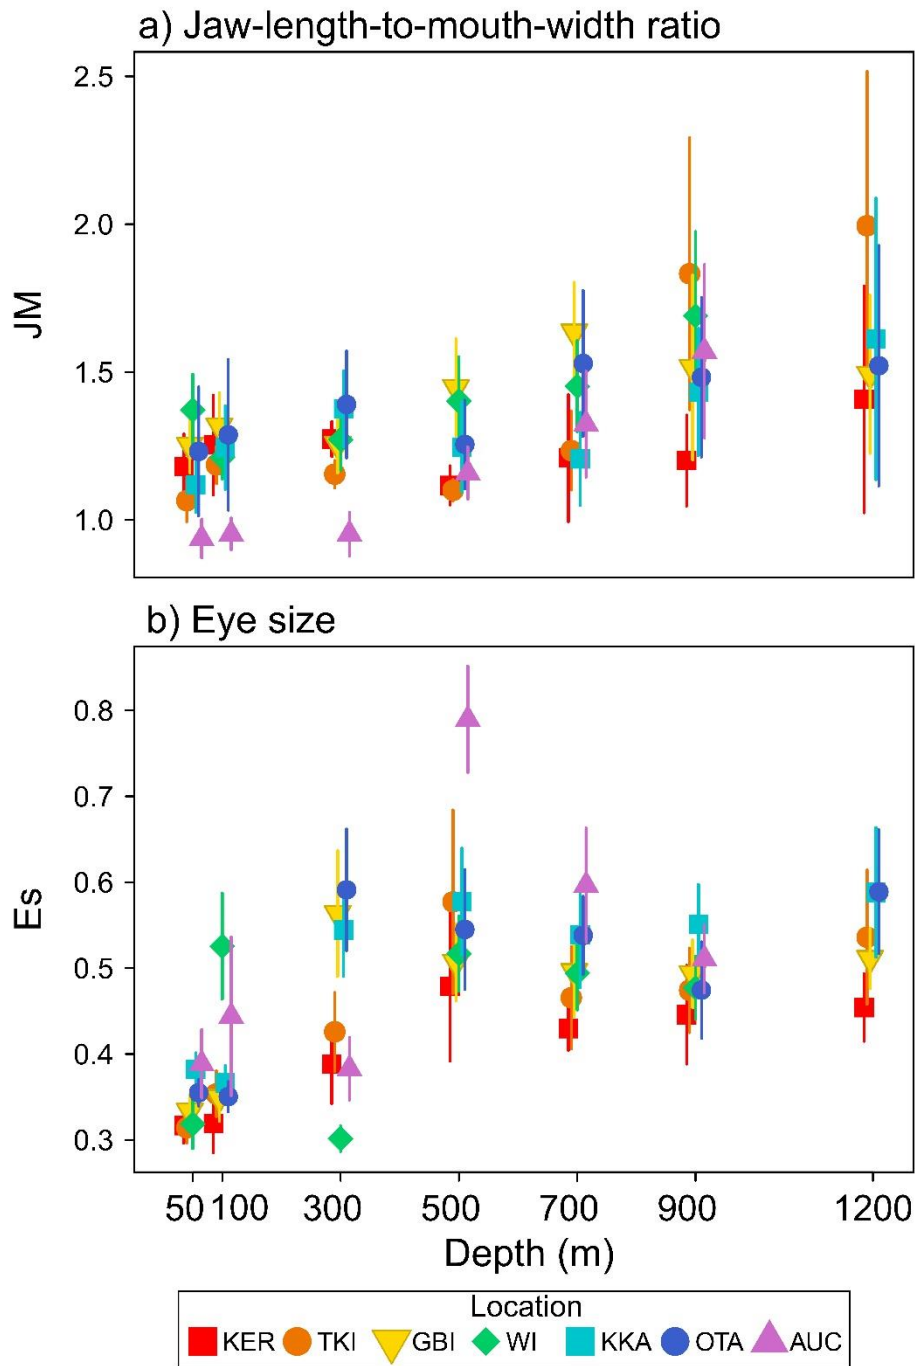 a) Jaw-length-to-mouth-width ratio
2.5
2.0
JM
1.5
1.0
b) Eye size
0.8
0.7
0.6
Es
0.5
0.4
0.3
50 100 300 500 700 900 1200
Depth (m)
Location
KER TKI GBI WI KKA OTA AUC